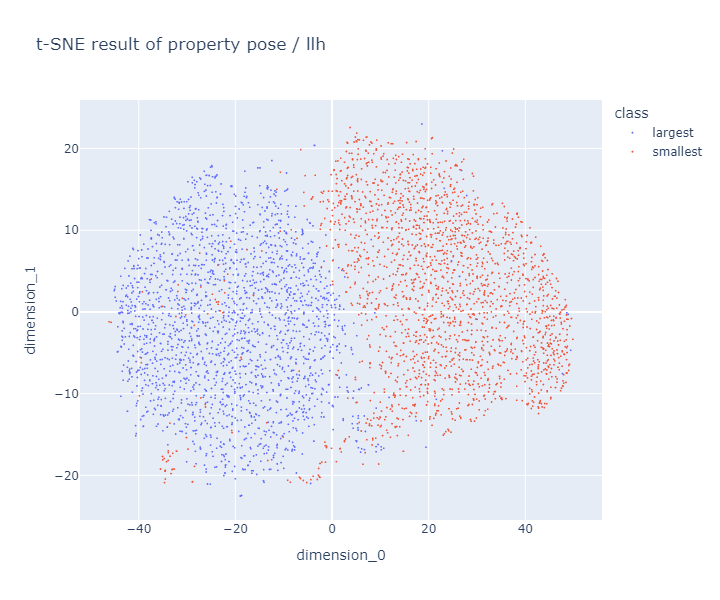 t-SNE result of property pose / llh
class
largest
smallest
20
10
0
−10
−20
dimension_1
−40
−20
0
20
40
dimension_0